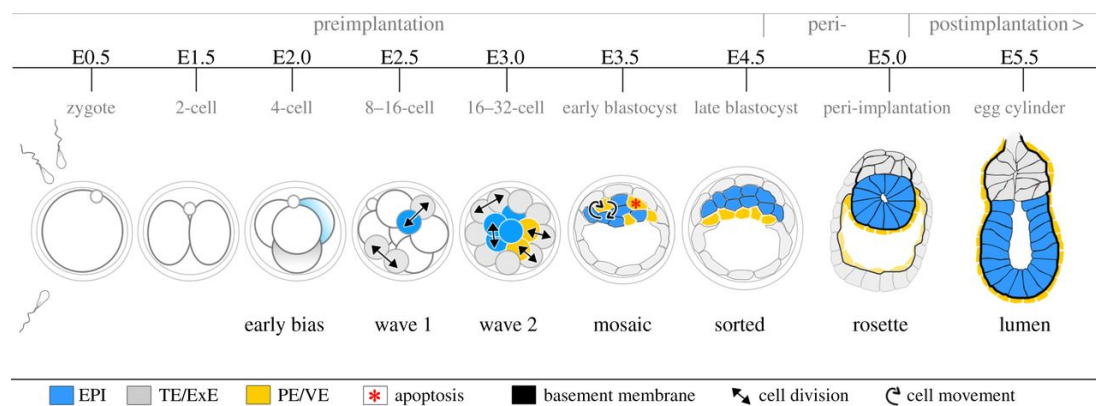 preimplantation peri- postimplantation >
E0.5 E1.5 E2.0 E2.5 E3.0 E3.5 E4.5 E5.0 E5.5
zygote 2-cell 4-cell 8–16-cell 16–32-cell early blastocyst late blastocyst peri-implantation egg cylinder
early bias wave 1 wave 2 mosaic sorted rosette lumen
EPI TE/ExE PE/VE apoptosis basement membrane cell division cell movement